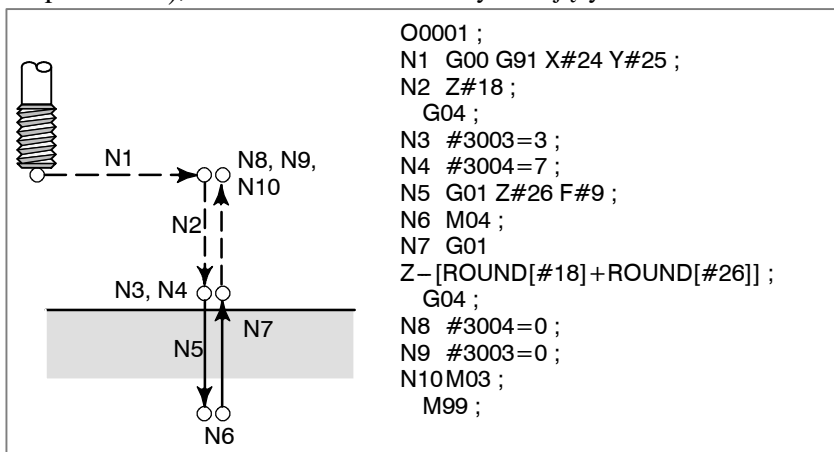 O0001 ;
N1 G00 G91 X#24 Y#25 ;
N2 Z#18 ;
G04 ;
N3 #3003=3 ;
N4 #3004=7 ;
N5 G01 Z#26 F#9 ;
N6 M04 ;
N7 G01
Z−[ROUND[#18]+ROUND[#26]] ;
G04 ;
N8 #3004=0 ;
N9 #3003=0 ;
N10M03 ;
M99 ;
N1
N8, N9,
N10
N2
N3, N4
N7
N5
N6